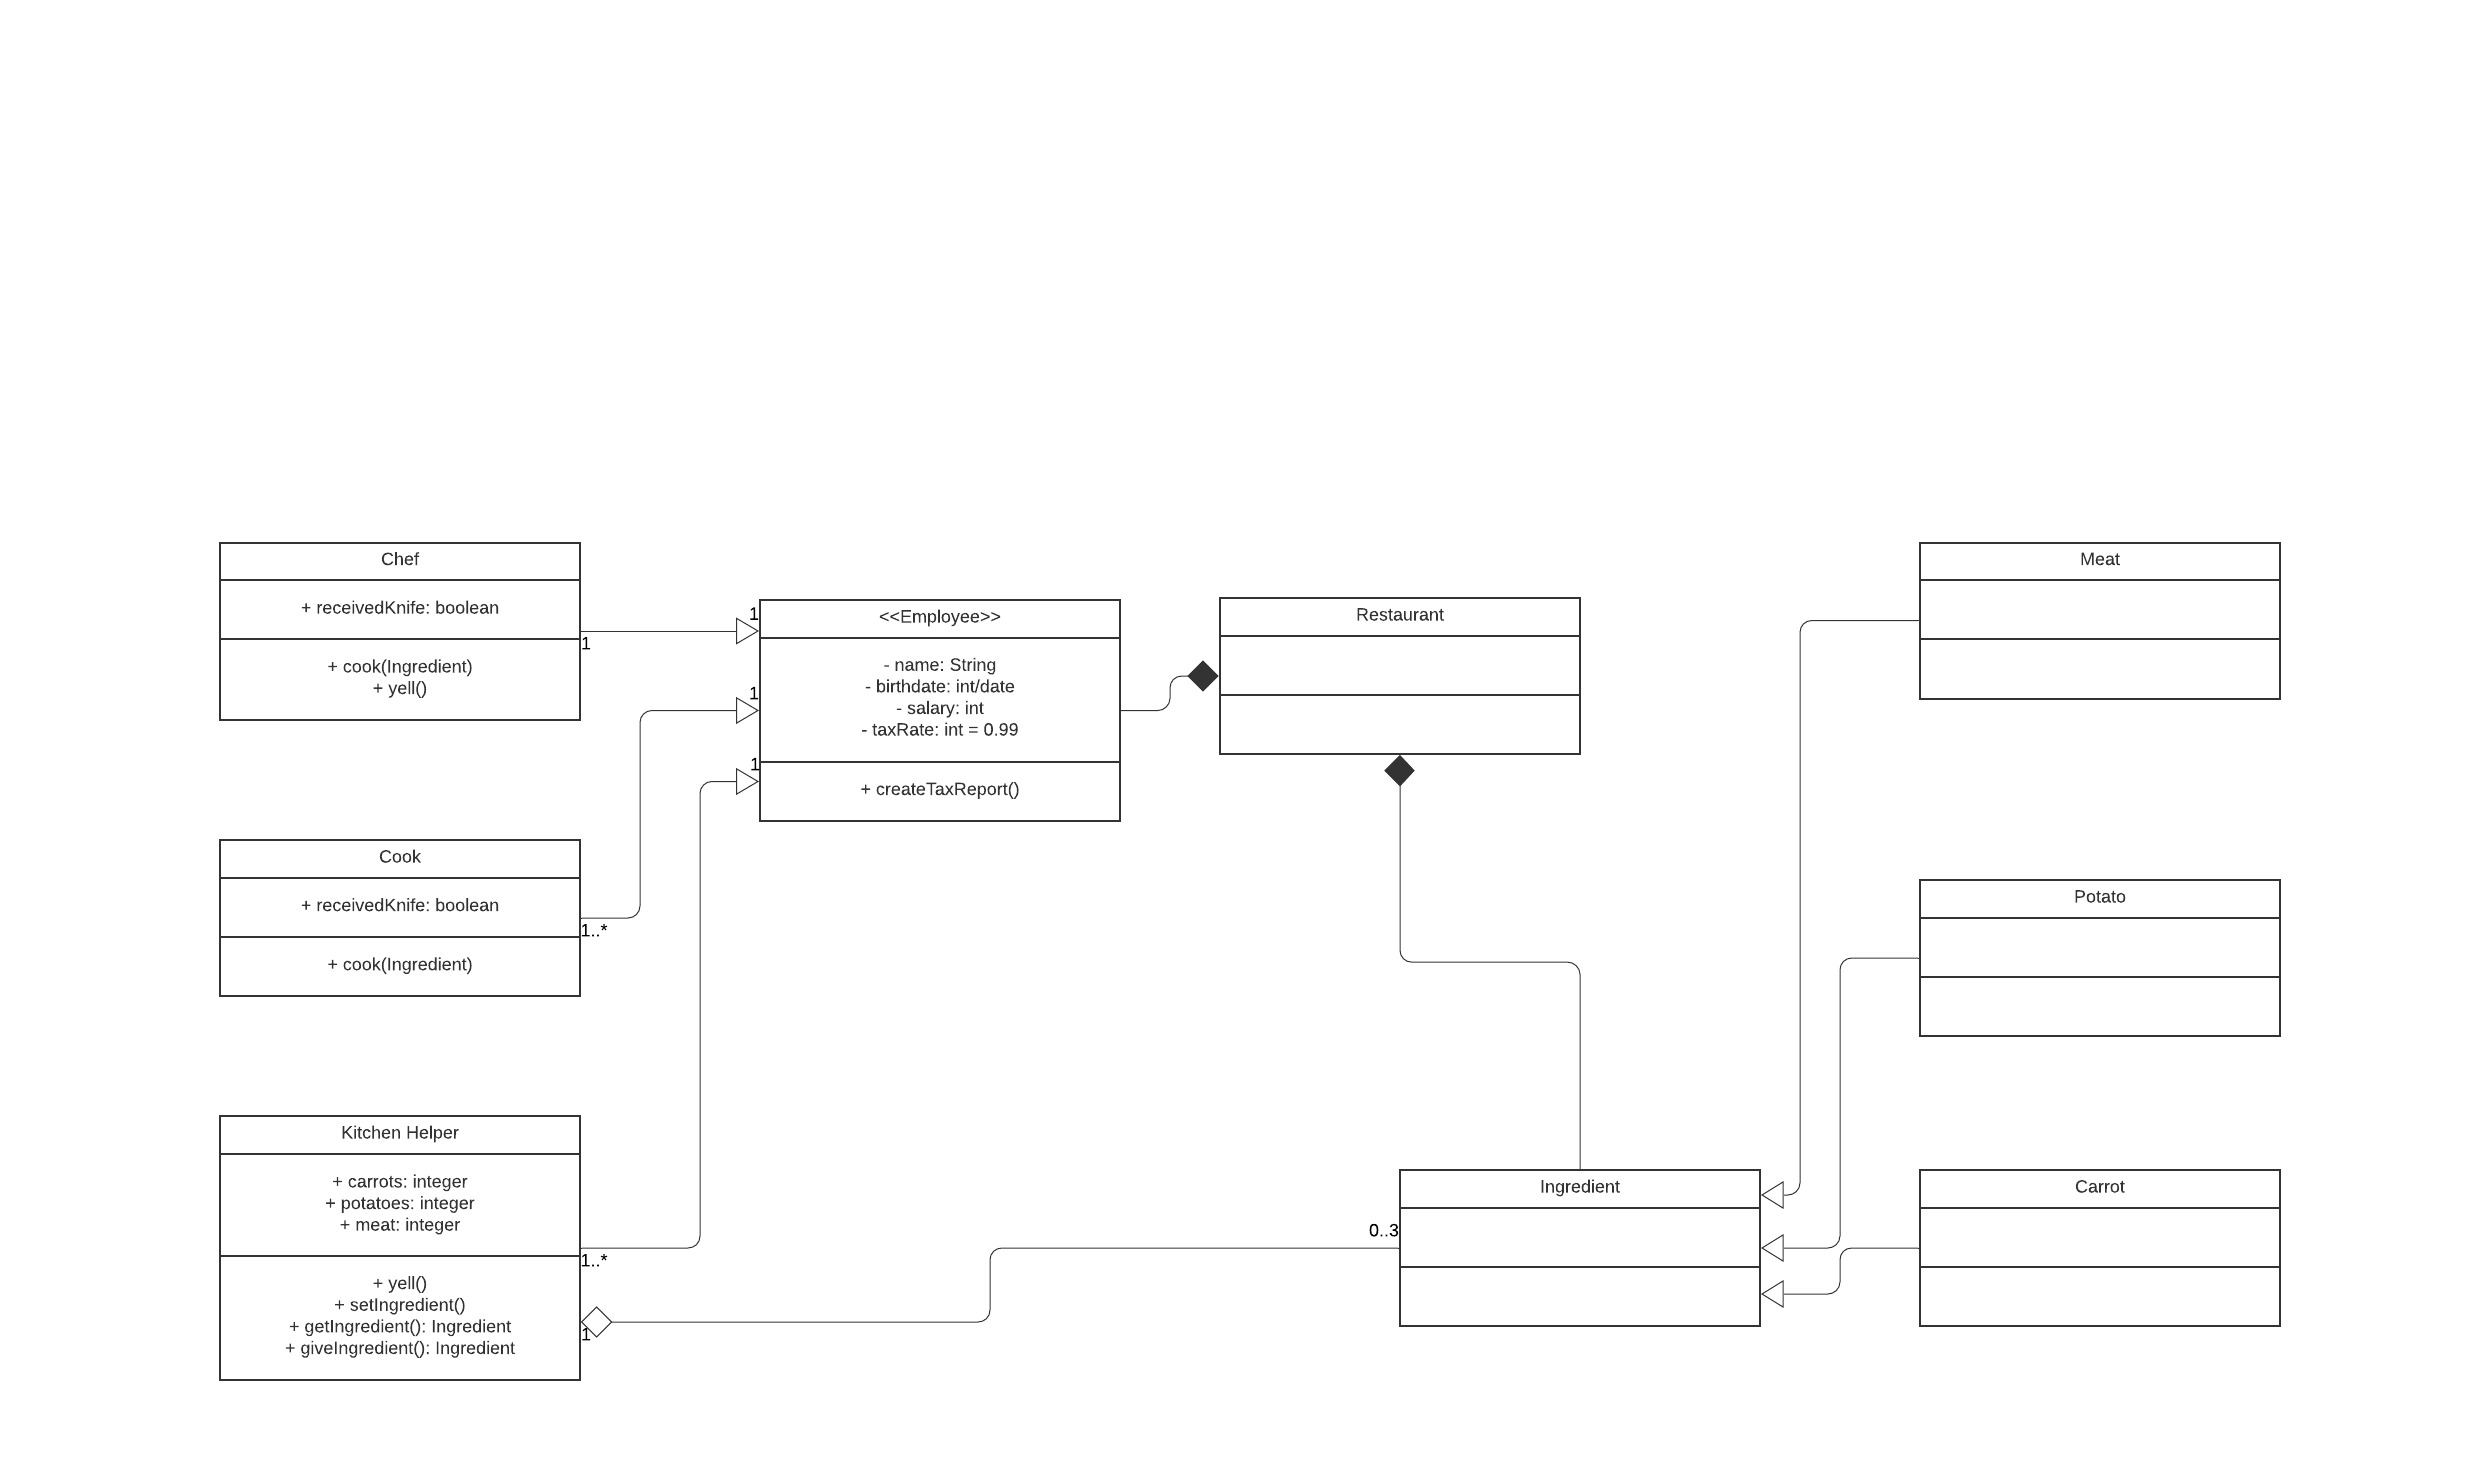 Chef
+ receivedKnife: boolean
+ cook(Ingredient)
+ yell()
1
1
<<Employee>>
- name: String
- birthdate: int/date
- salary: int
- taxRate: int = 0.99
+ createTaxReport()
1
1
Restaurant
Meat
Cook
+ receivedKnife: boolean
+ cook(Ingredient)
1..*
Potato
Kitchen Helper
+ carrots: integer
+ potatoes: integer
+ meat: integer
1..*
+ yell()
+ setIngredient()
+ getIngredient(): Ingredient
+ giveIngredient(): Ingredient
1
0..3
Ingredient
Carrot